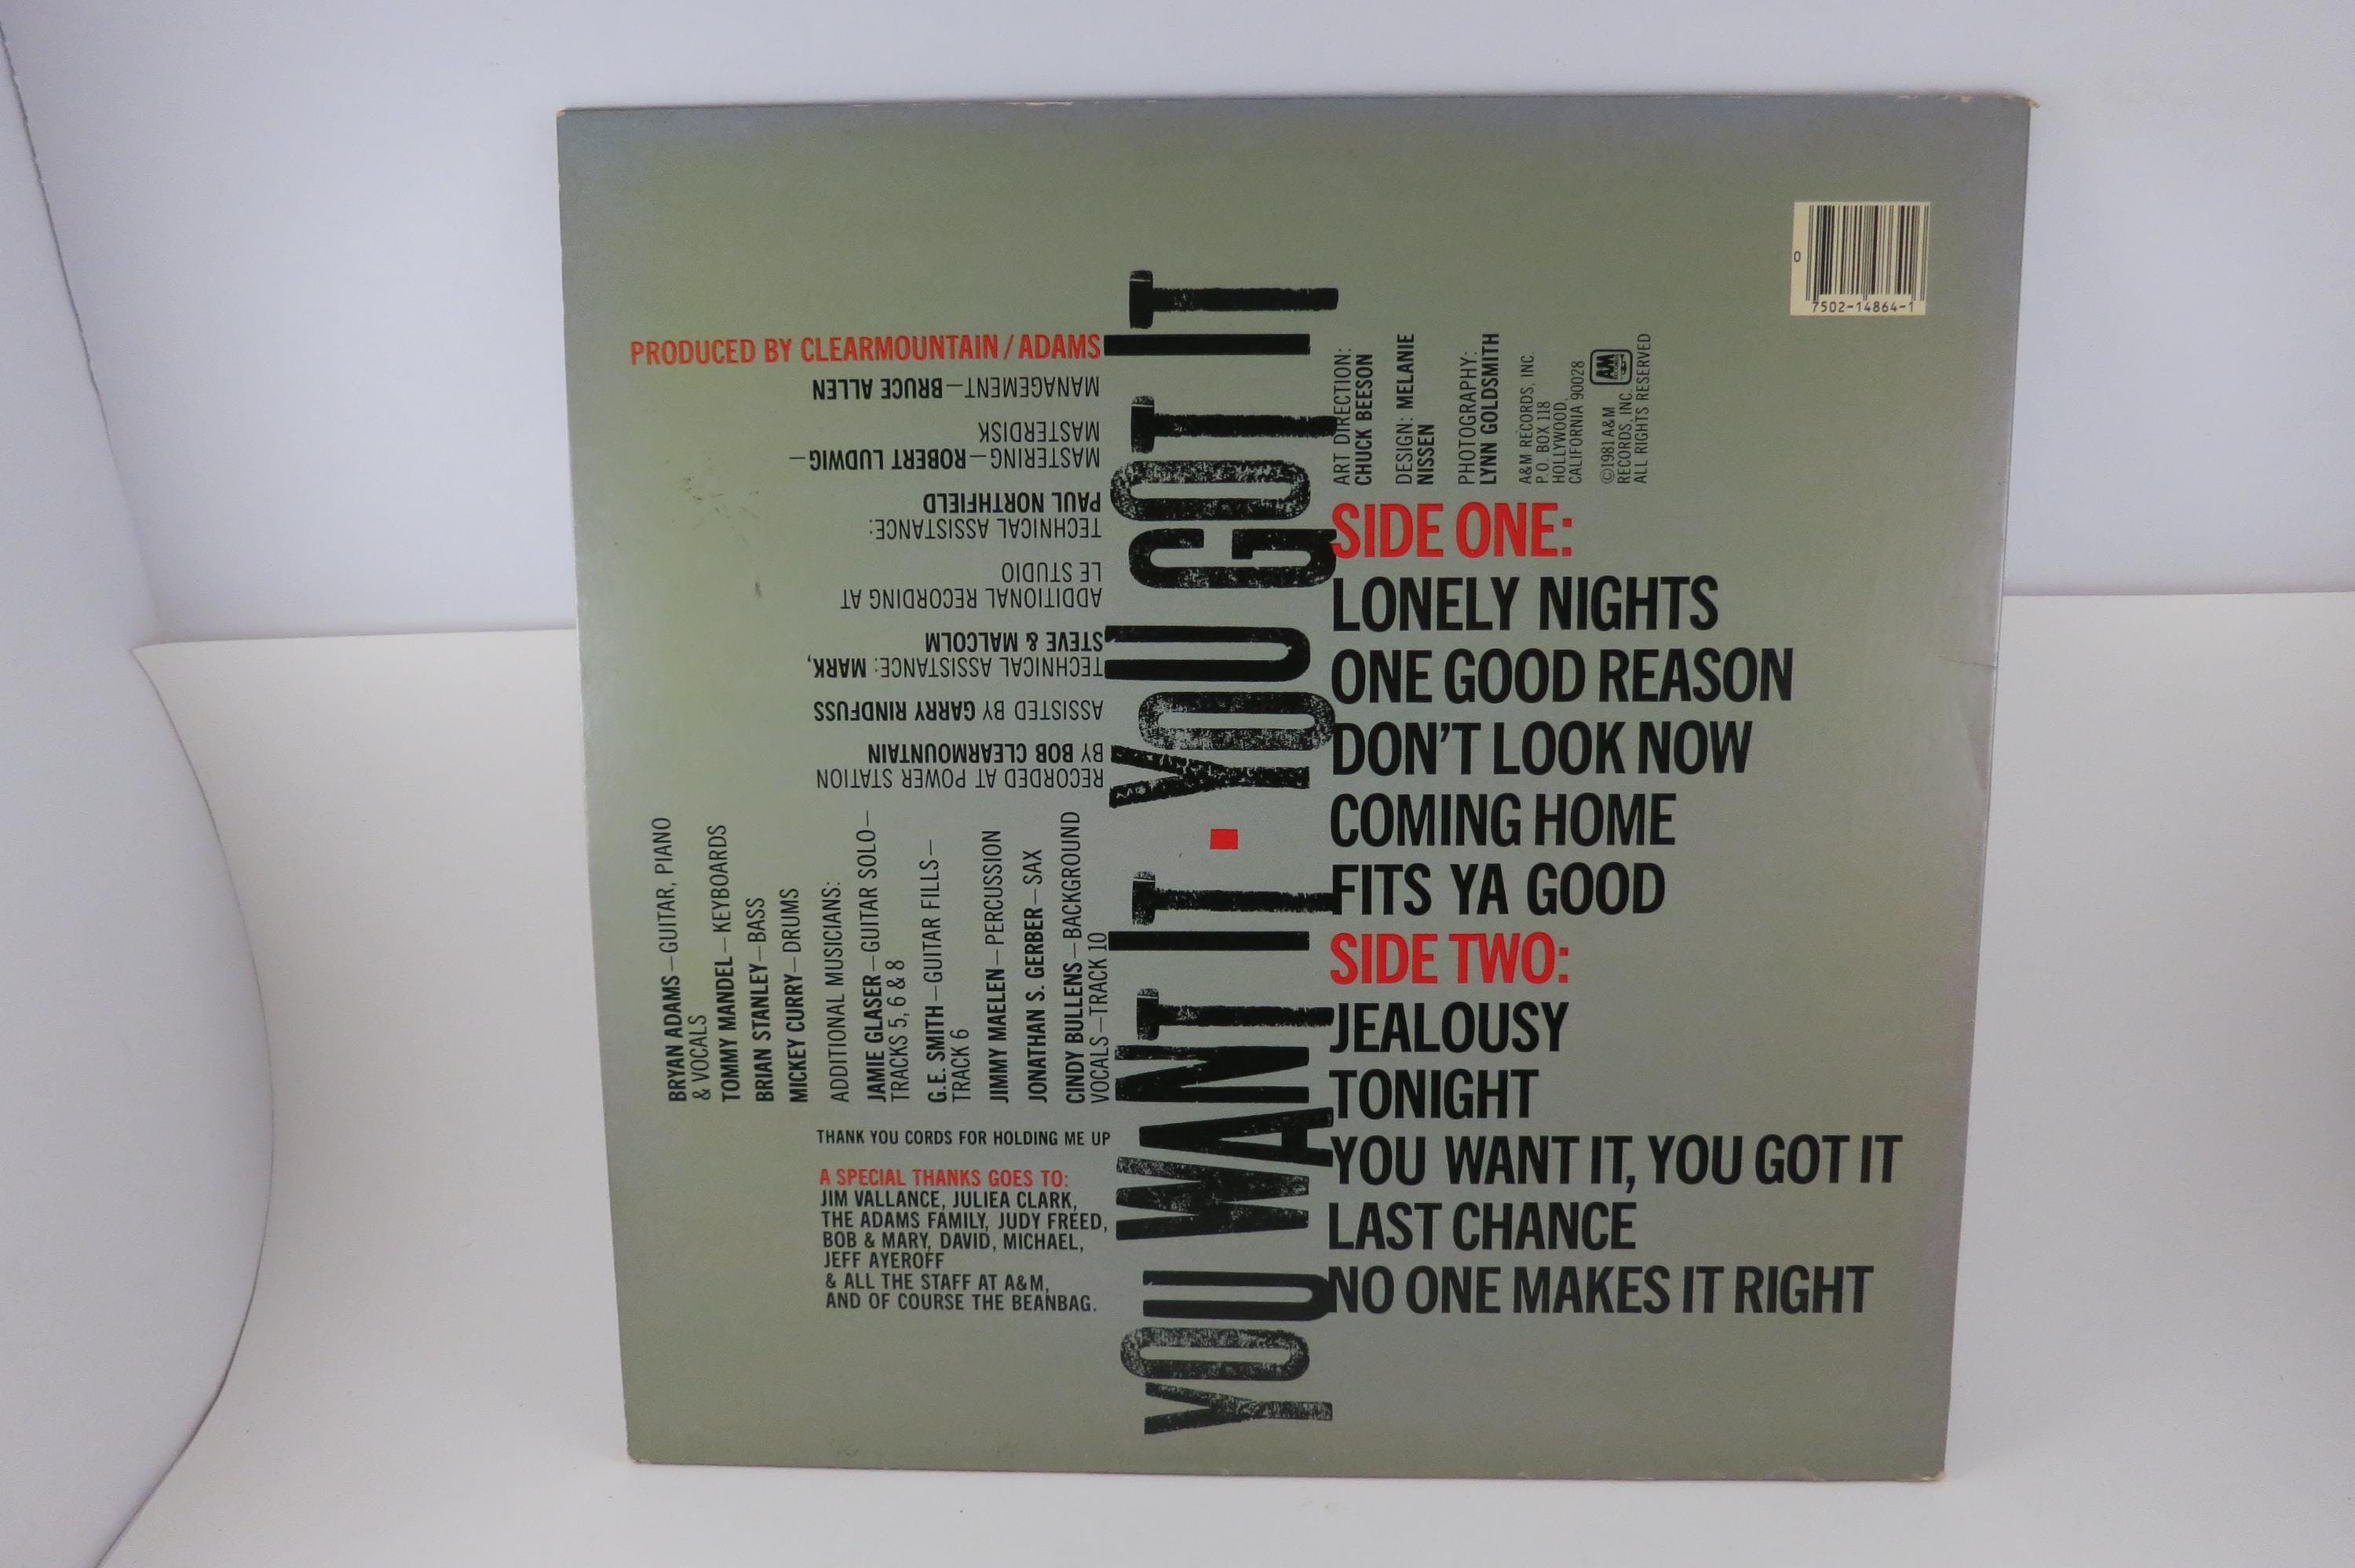 PRODUCED BY CLEARMOUNTAIN / ADAMS
MANAGEMENT—BRUCE ALLEN
MASTERING—ROBERT LUDWIG—
MASTERDISK
TECHNICAL ASSISTANCE:
PAUL NORTHFIELD
ADDITIONAL RECORDING AT
LE STUDIO
TECHNICAL ASSISTANCE: MARK,
STEVE & MALCOLM
ASSISTED BY GARRY RINDFUSS
RECORDED AT POWER STATION
BY BOB CLEARMOUNTAIN
BRYAN ADAMS—GUITAR, PIANO
& VOCALS
TOMMY MANDEL—KEYBOARDS
BRIAN STANLEY—BASS
MICKEY CURRY—DRUMS
ADDITIONAL MUSICIANS:
JAMIE GLASER—GUITAR SOLO—
TRACKS 5, 6 & 8
G.E. SMITH—GUITAR FILLS—
TRACK 6
JIMMY MAELEN—PERCUSSION
JONATHAN S. GERBER—SAX
CINDY BULLENS—BACKGROUND
VOCALS—TRACK 10
THANK YOU CORDS FOR HOLDING ME UP
A SPECIAL THANKS GOES TO:
JIM VALLANCE, JULIEA CLARK,
THE ADAMS FAMILY, JUDY FREED,
BOB & MARY, DAVID, MICHAEL,
JEFF AYEROFF
& ALL THE STAFF AT A&M,
AND OF COURSE THE BEANBAG.
YOU WANT IT ▪ YOU GOT IT
0
7502-14864-1
ART DIRECTION:
CHUCK BEESON
DESIGN: MELANIE
NISSEN
PHOTOGRAPHY:
LYNN GOLDSMITH
A&M RECORDS, INC.
P.O. BOX 118
HOLLYWOOD,
CALIFORNIA 90028
©1981 A&M
RECORDS, INC.
ALL RIGHTS RESERVED
AM
SIDE ONE:
LONELY NIGHTS
ONE GOOD REASON
DON'T LOOK NOW
COMING HOME
FITS YA GOOD
SIDE TWO:
JEALOUSY
TONIGHT
YOU WANT IT, YOU GOT IT
LAST CHANCE
NO ONE MAKES IT RIGHT